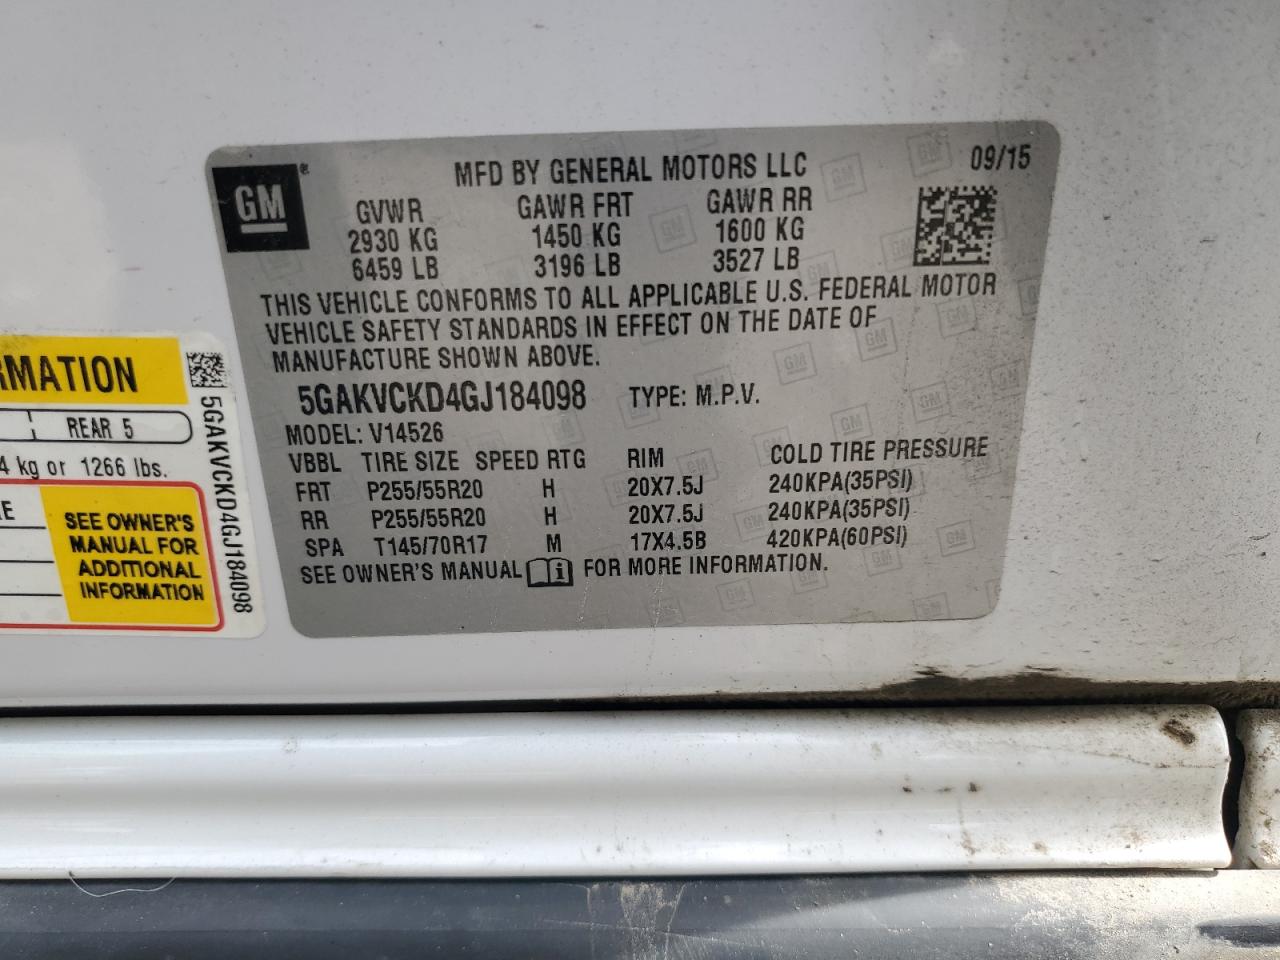 GM
MFD BY GENERAL MOTORS LLC 09/15
GVWR GAWR FRT GAWR RR
2930 KG 1450 KG 1600 KG
6459 LB 3196 LB 3527 LB
THIS VEHICLE CONFORMS TO ALL APPLICABLE U.S. FEDERAL MOTOR
VEHICLE SAFETY STANDARDS IN EFFECT ON THE DATE OF
MANUFACTURE SHOWN ABOVE.
5GAKVCKD4GJ184098 TYPE: M.P.V.
MODEL: V14526
VBBL TIRE SIZE SPEED RTG RIM COLD TIRE PRESSURE
FRT P255/55R20 H 20X7.5J 240KPA(35PSI)
RR P255/55R20 H 20X7.5J 240KPA(35PSI)
SPA T145/70R17 M 17X4.5B 420KPA(60PSI)
SEE OWNER'S MANUAL i FOR MORE INFORMATION.
RMATION
REAR 5
4 kg or 1266 lbs.
SEE OWNER'S
MANUAL FOR
ADDITIONAL
INFORMATION
5GAKVCKD4GJ184098